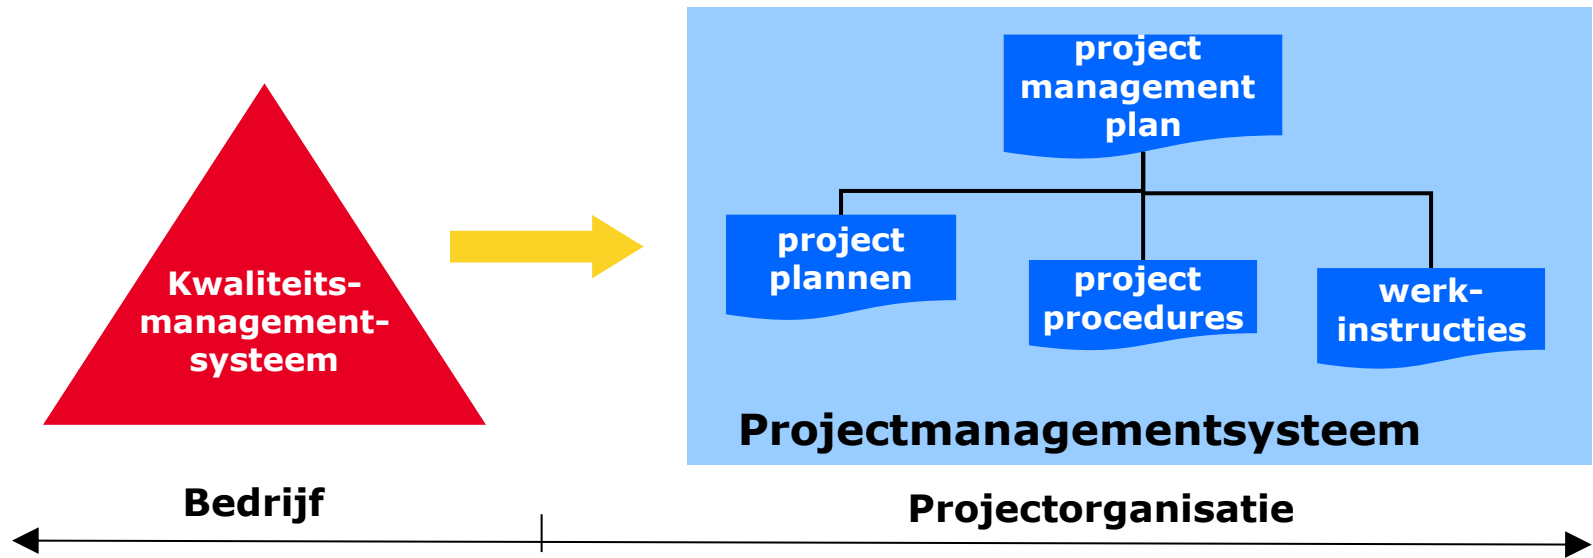 Kwaliteits-
management-
systeem
project
management
plan
project
plannen
project
procedures
werk-
instructies
Projectmanagementsysteem
Bedrijf
Projectorganisatie